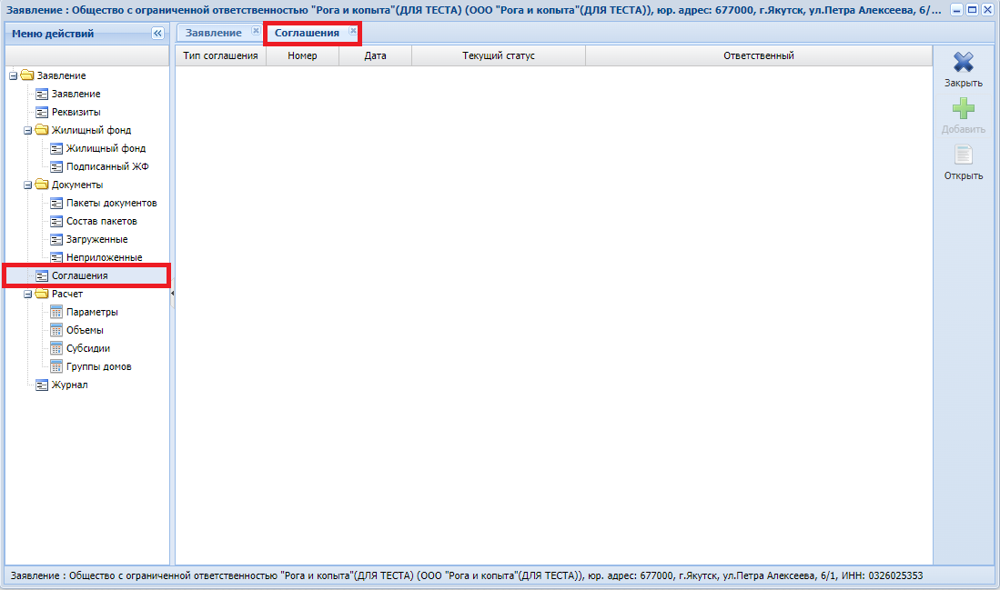 Заявление : Общество с ограниченной ответственностью "Рога и копыта"(ДЛЯ ТЕСТА) (ООО "Рога и копыта"(ДЛЯ ТЕСТА)), юр. адрес: 677000, г.Якутск, ул.Петра Алексеева, 6/...
Меню действий
Заявление
Соглашения
Тип соглашения Номер Дата Текущий статус Ответственный
Заявление
Заявление
Реквизиты
Жилищный фонд
Жилищный фонд
Подписанный ЖФ
Документы
Пакеты документов
Состав пакетов
Загруженные
Неприложенные
Соглашения
Расчет
Параметры
Объемы
Субсидии
Группы домов
Журнал
Закрыть
Добавить
Открыть
Заявление : Общество с ограниченной ответственностью "Рога и копыта"(ДЛЯ ТЕСТА) (ООО "Рога и копыта"(ДЛЯ ТЕСТА)), юр. адрес: 677000, г.Якутск, ул.Петра Алексеева, 6/1, ИНН: 0326025353